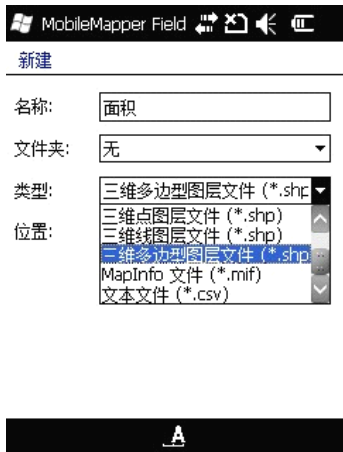 MobileMapper Field
新建
名称:
面积
文件夹:
无
类型:
三维多边型图层文件 (*.shp
位置:
三维点图层文件 (*.shp)
三维线图层文件 (*.shp)
三维多边型图层文件 (*.shp
MapInfo 文件 (*.mif)
文本文件 (*.csv)
A